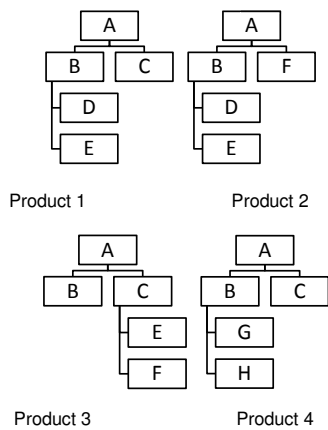 A A
B C B F
D D
E E
Product 1 Product 2
A A
B C B C
E G
F H
Product 3 Product 4